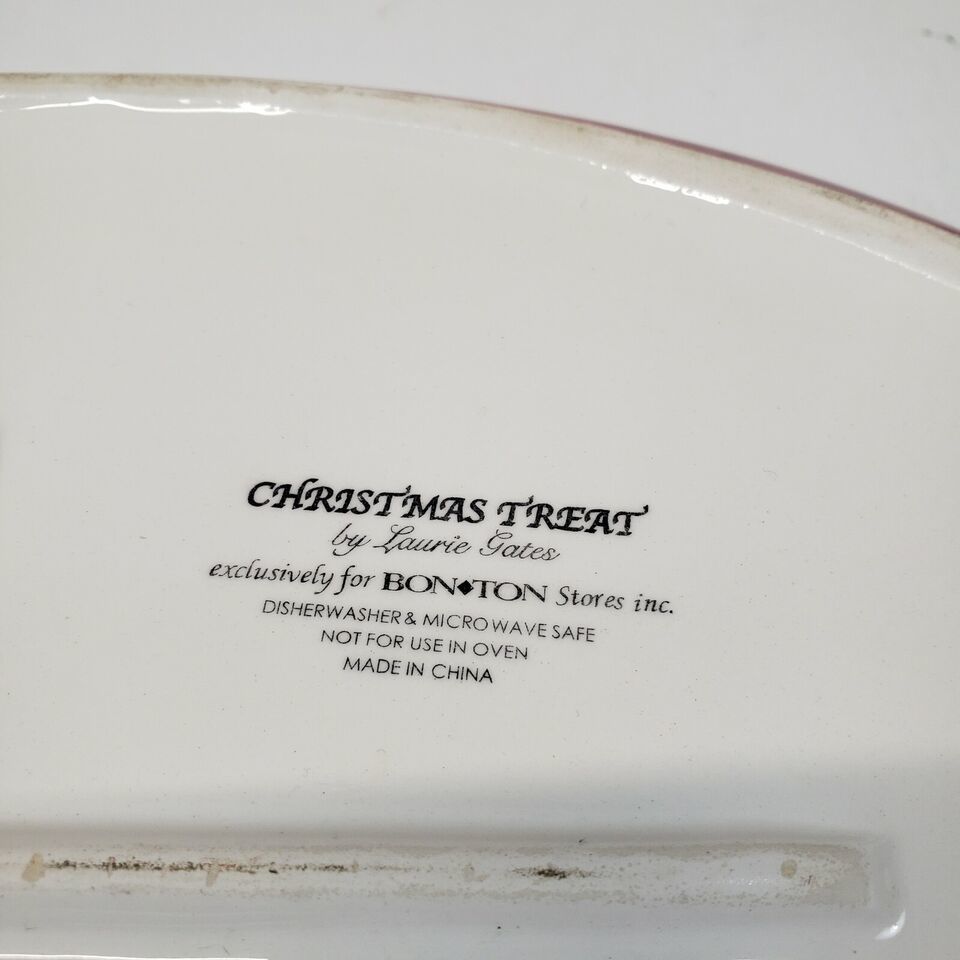 CHRISTMAS TREAT
by Laurie Gates
exclusively for BON◆TON Stores inc.
DISHERWASHER & MICROWAVE SAFE
NOT FOR USE IN OVEN
MADE IN CHINA